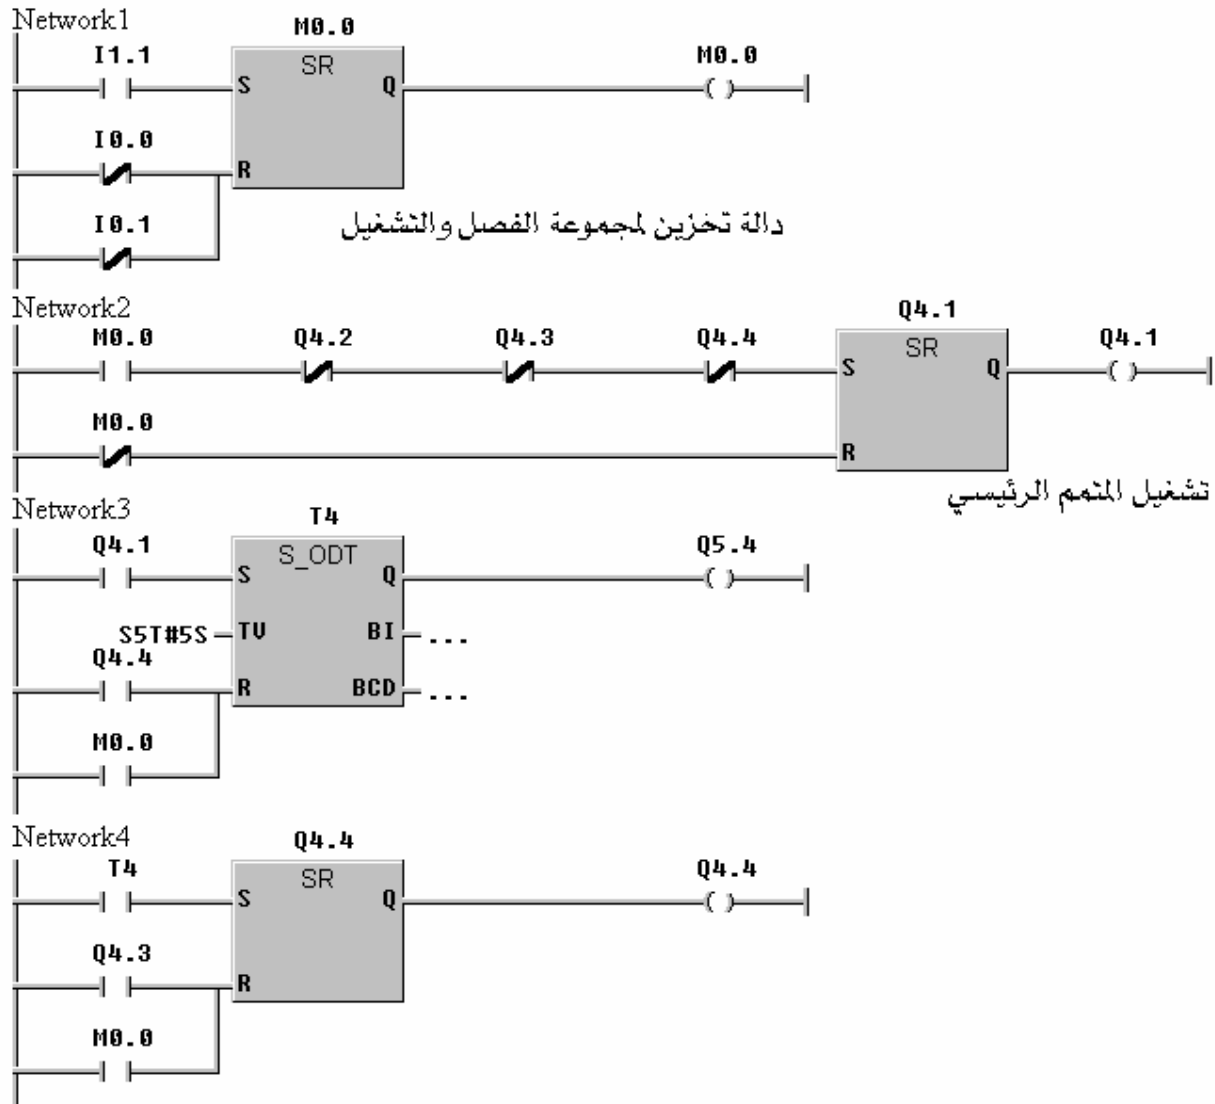 Network1
M0.0
I1.1
SR
M0.0
S
Q
I0.0
R
I0.1
دالة تخزين لمجموعة الفصل والتشغيل
Network2
Q4.1
M0.0
Q4.2
Q4.3
Q4.4
SR
Q4.1
S
Q
M0.0
R
تشغيل المتمم الرئيسي
Network3
T4
Q4.1
S_ODT
Q5.4
S
Q
S5T#5S
TV
BI
...
Q4.4
R
BCD
...
M0.0
Network4
Q4.4
T4
SR
Q4.4
S
Q
Q4.3
R
M0.0